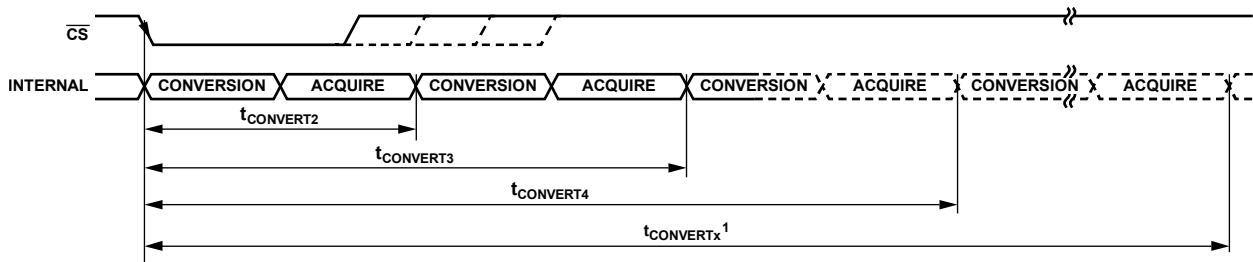 CS
INTERNAL CONVERSION ACQUIRE CONVERSION ACQUIRE CONVERSION ACQUIRE CONVERSION ACQUIRE
tCONVERT2
tCONVERT3
tCONVERT4
tCONVERTx1